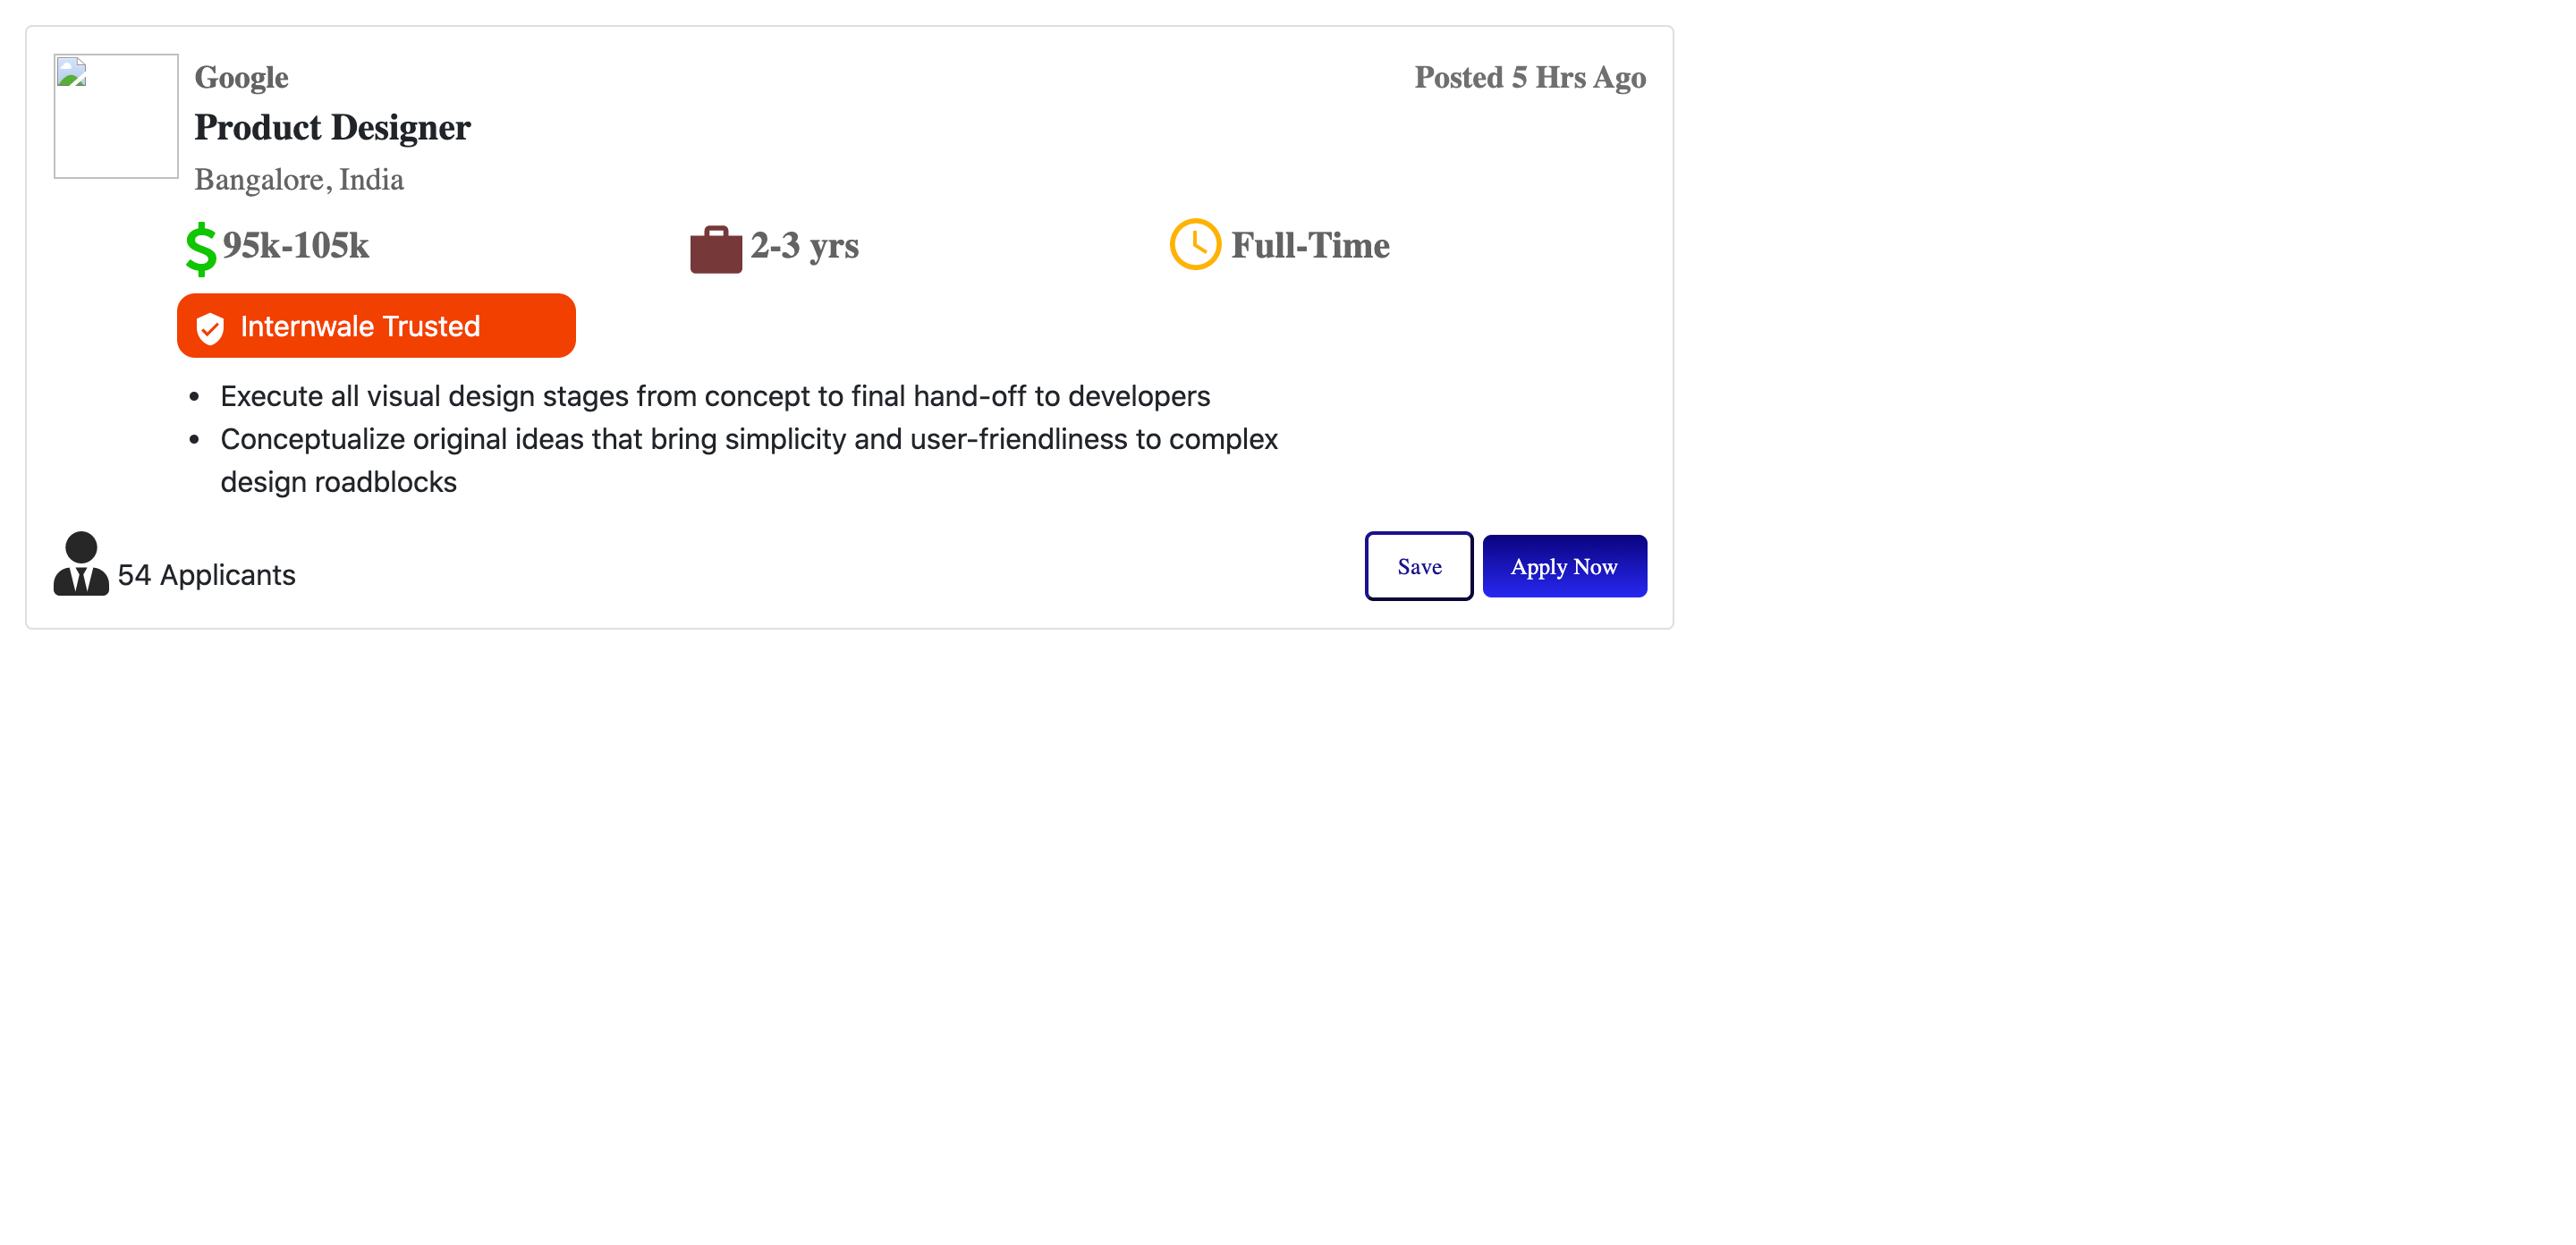 Google
Posted 5 Hrs Ago
Product Designer
Bangalore, India
95k-105k
2-3 yrs
Full-Time
Internwale Trusted
• Execute all visual design stages from concept to final hand-off to developers
• Conceptualize original ideas that bring simplicity and user-friendliness to complex
design roadblocks
54 Applicants
Save
Apply Now